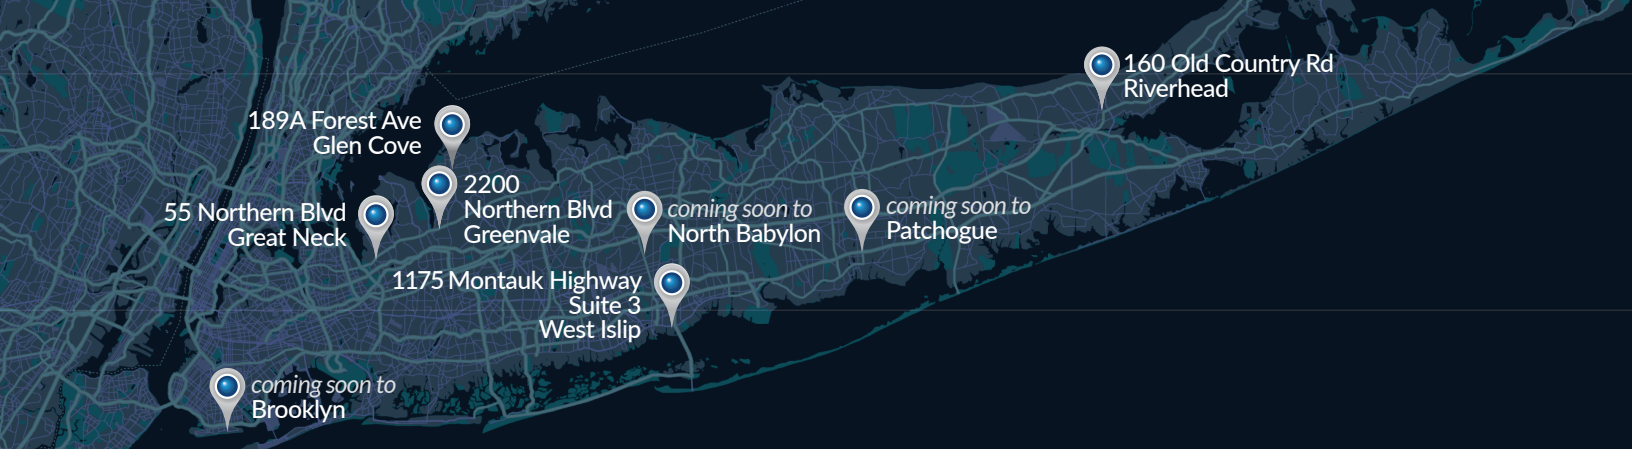 160 Old Country Rd
Riverhead
189A Forest Ave
Glen Cove
2200
Northern Blvd
Greenvale
55 Northern Blvd
Great Neck
coming soon to
North Babylon
coming soon to
Patchogue
1175 Montauk Highway
Suite 3
West Islip
coming soon to
Brooklyn